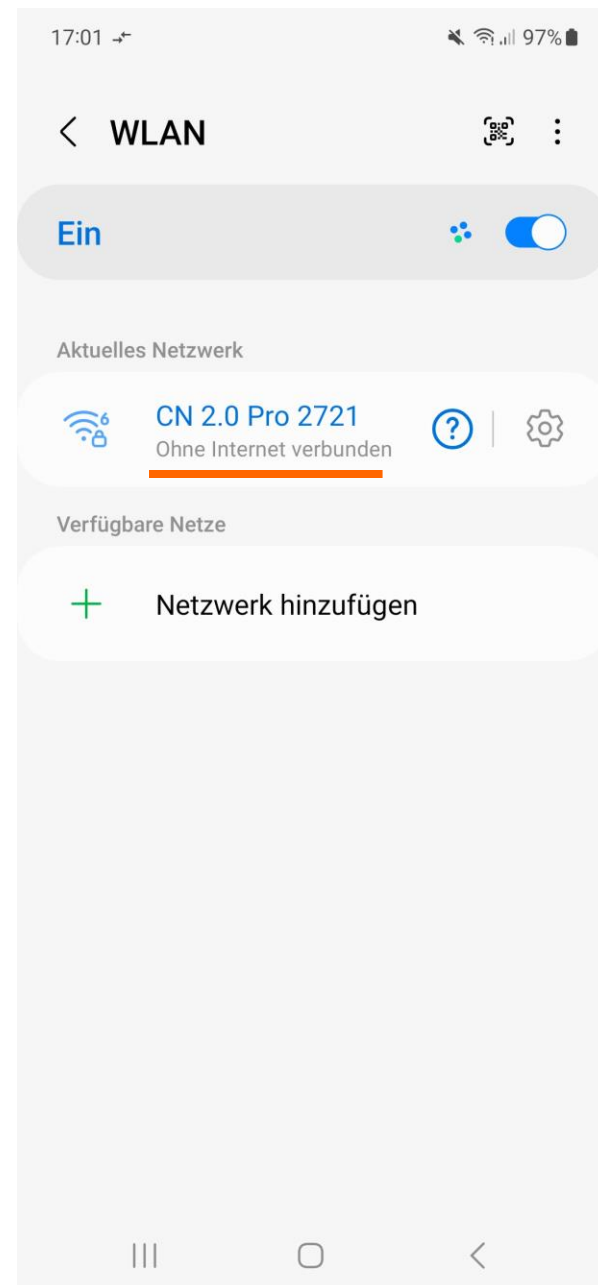 17:01 97%
WLAN
Ein
Aktuelles Netzwerk
6
CN 2.0 Pro 2721
Ohne Internet verbunden
?
Verfügbare Netze
Netzwerk hinzufügen